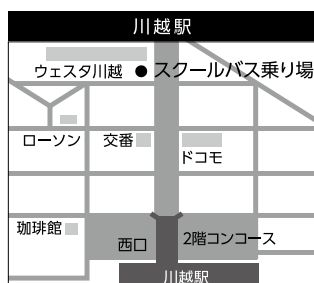 川越駅
ウェスタ川越 ● スクールバス乗り場
ローソン
交番
ドコモ
珈琲館
西口
2階コンコース
川越駅